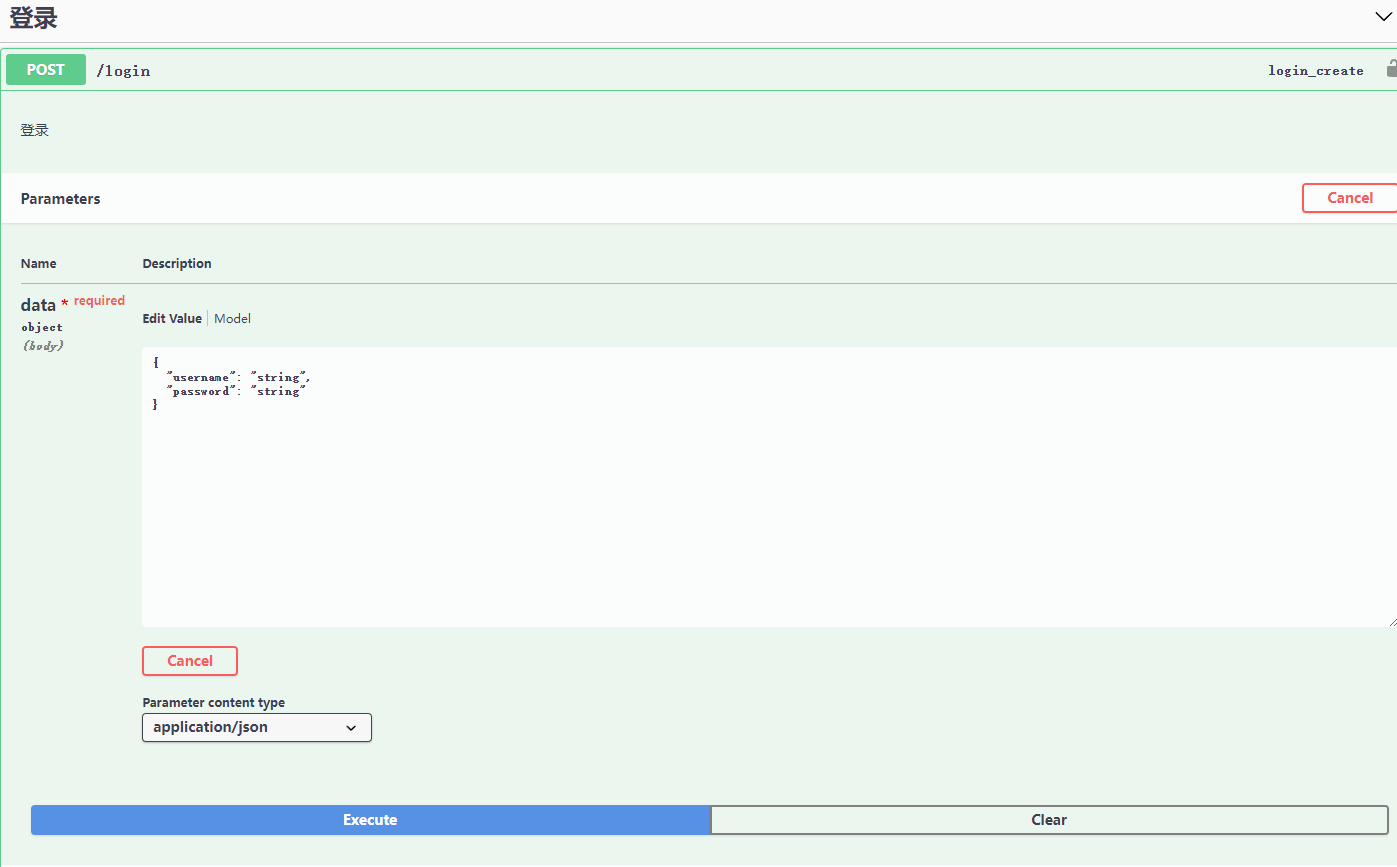 登录
POST /login login_create
登录
Parameters Cancel
Name Description
data * required
object
(body)
Edit Value Model
{
"username": "string",
"password": "string"
}
Cancel
Parameter content type
application/json
Execute Clear